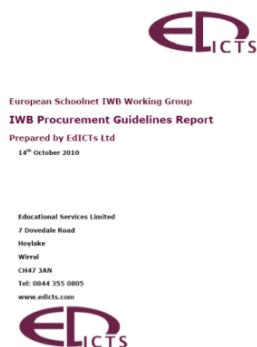 EDICTS
European Schoolnet IWB Working Group
IWB Procurement Guidelines Report
Prepared by EdICTs Ltd
14th October 2010
Educational Services Limited
7 Dovedale Road
Hoylake
Wirral
CH47 3AN
Tel: 0844 355 0805
www.edicts.com
EDICTS